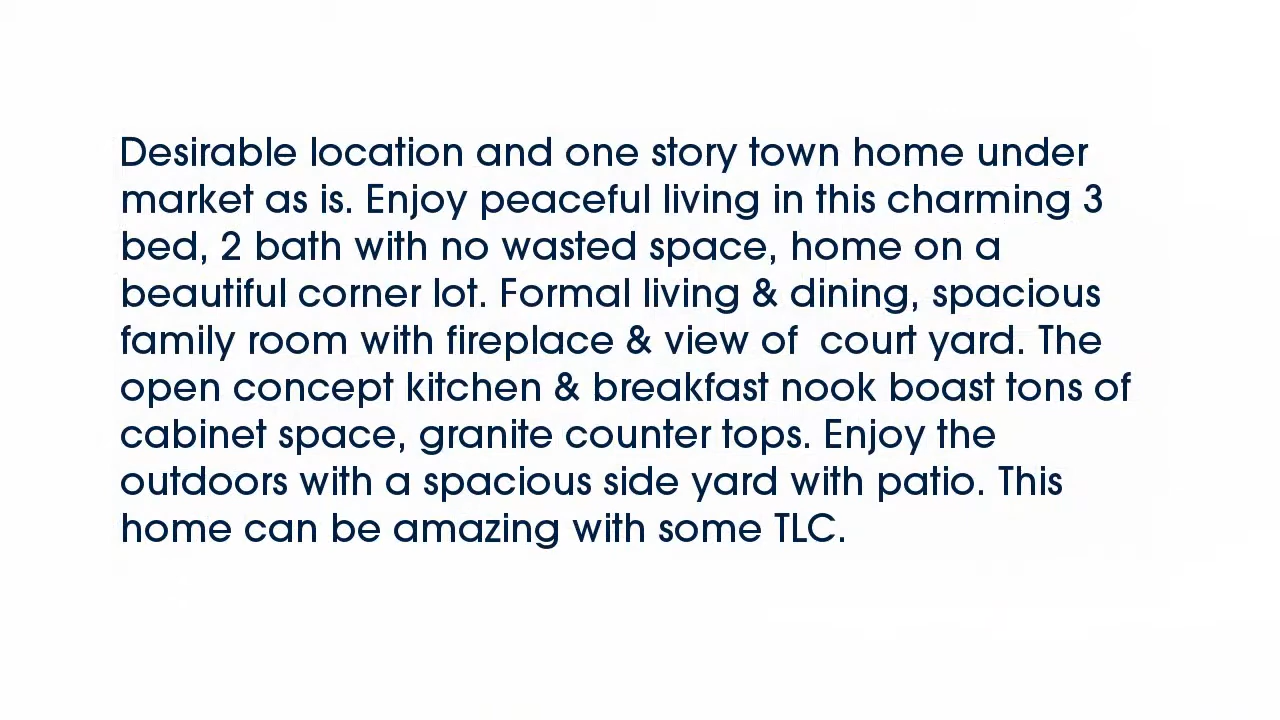 Desirable location and one story town home under
market as is. Enjoy peaceful living in this charming 3
bed, 2 bath with no wasted space, home on a
beautiful corner lot. Formal living & dining, spacious
family room with fireplace & view of  court yard. The
open concept kitchen & breakfast nook boast tons of
cabinet space, granite counter tops. Enjoy the
outdoors with a spacious side yard with patio. This
home can be amazing with some TLC.